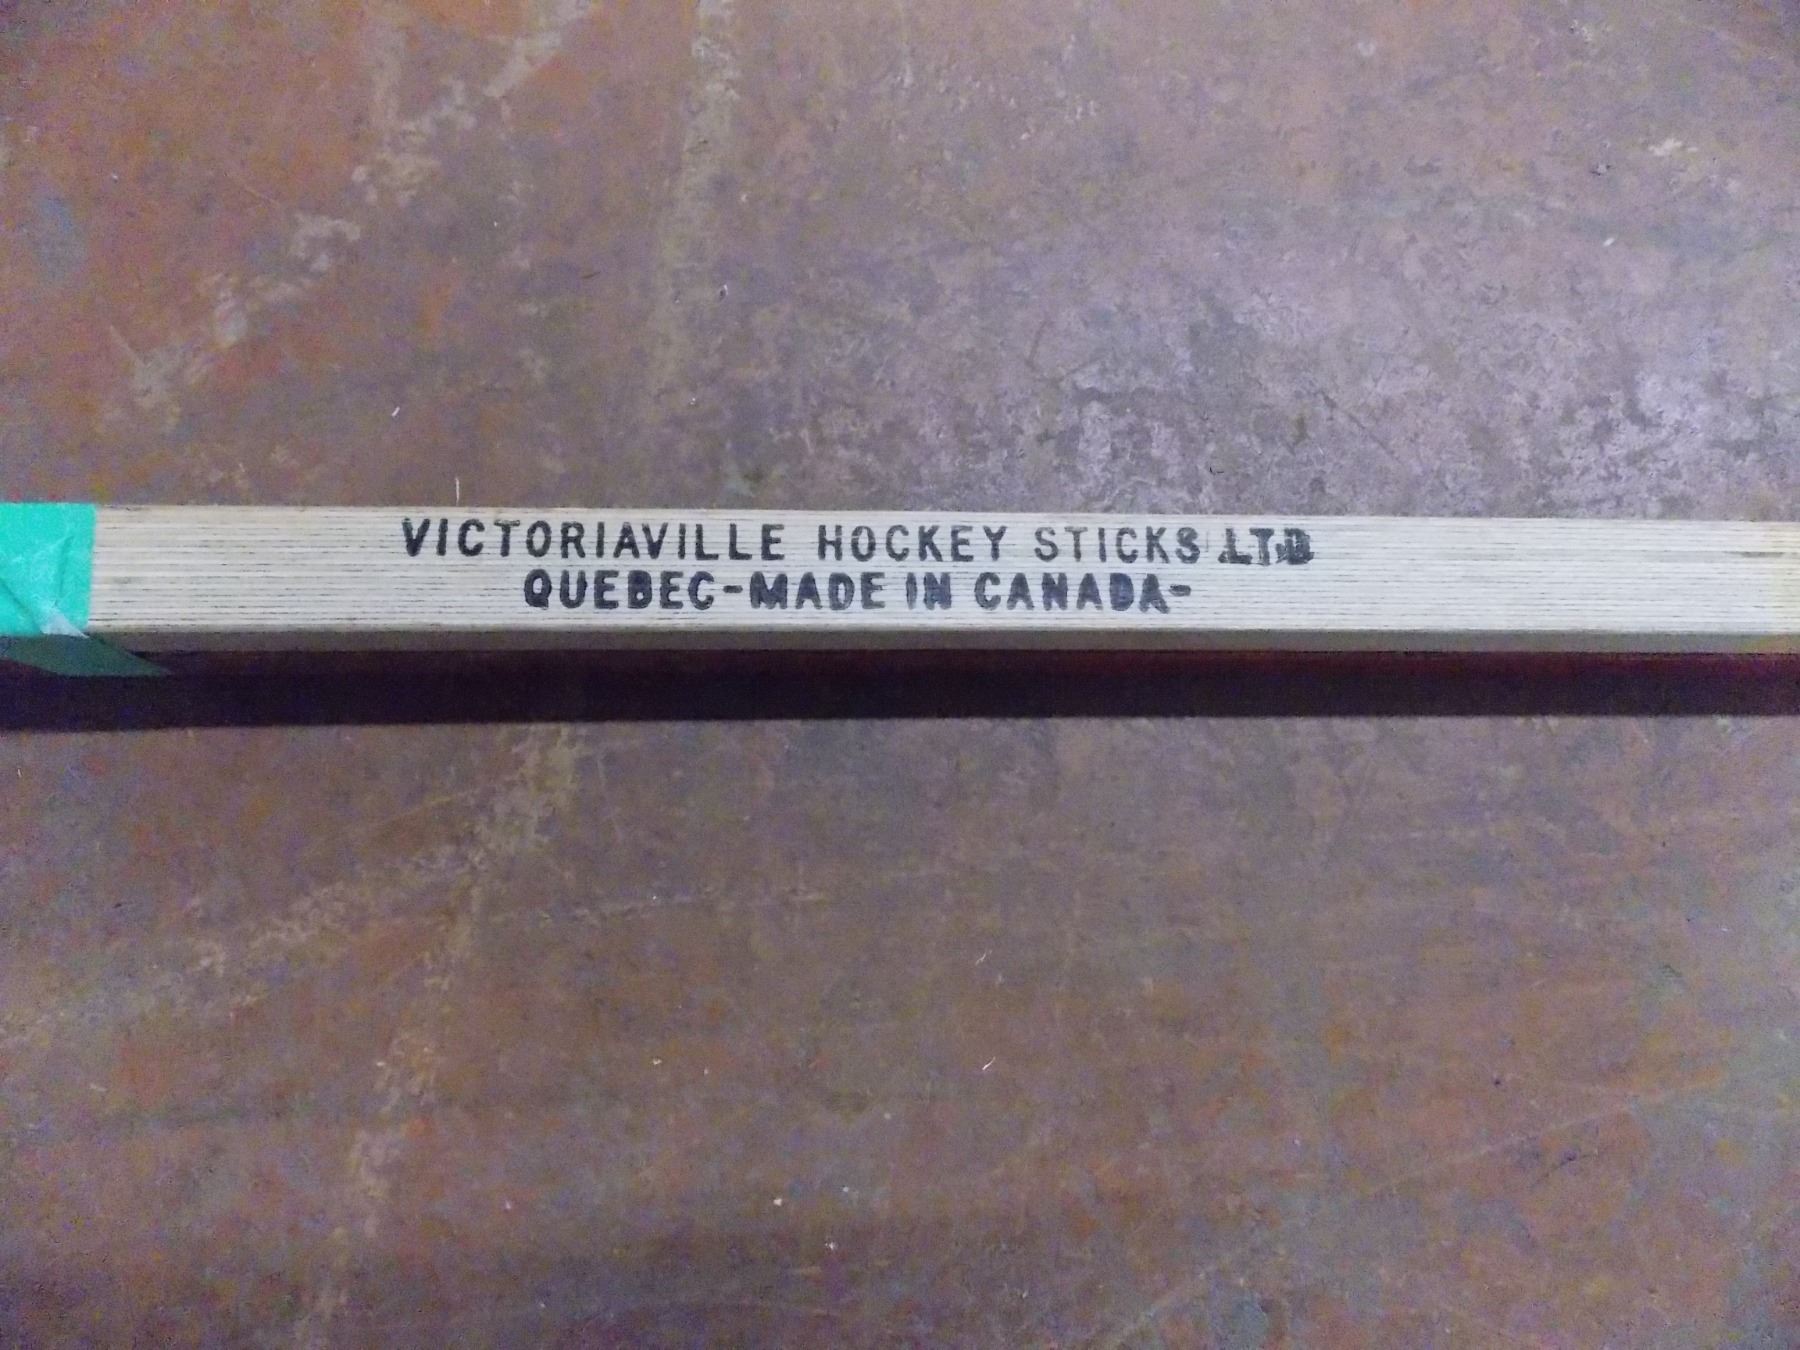 VICTORIAVILLE HOCKEY STICKS LTD
QUEBEC-MADE IN CANADA-